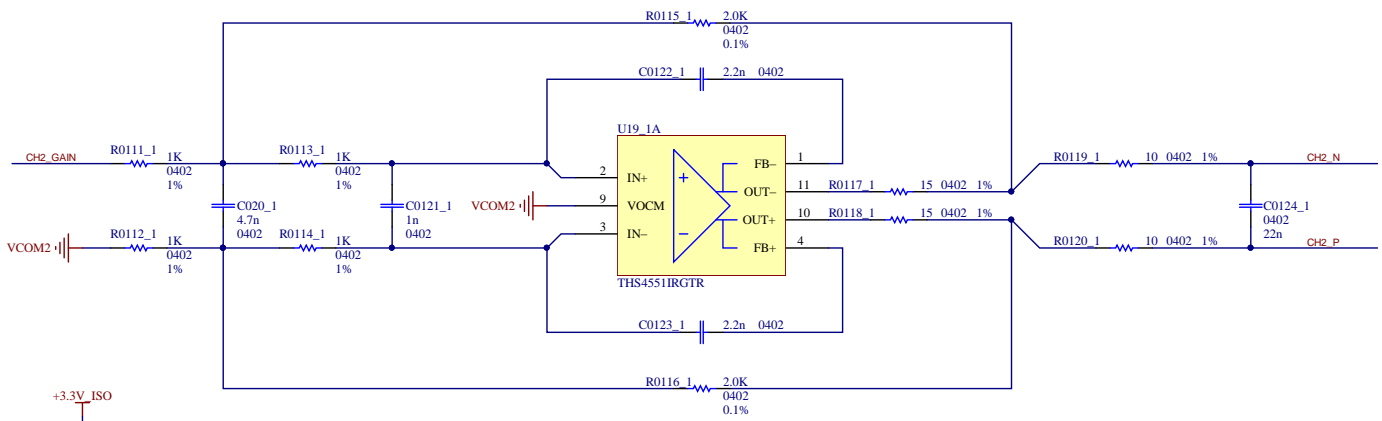 R0115_1 2.0K
0402
0.1%
C0122_1 2.2n 0402
U19_1A
CH2_GAIN R0111_1 1K
0402
1%
R0113_1 1K
0402
1%
2 IN+
VCOM2 9 VOCM
3 IN–
FB– 1
OUT– 11
OUT+ 10
FB+ 4
+
–
THS4551IRGTR
R0117_1 15 0402 1%
R0118_1 15 0402 1%
R0119_1 10 0402 1% CH2_N
C020_1
4.7n
0402
C0121_1
1n
0402
C0124_1
0402
22n
VCOM2 R0112_1 1K
0402
1%
R0114_1 1K
0402
1%
R0120_1 10 0402 1% CH2_P
C0123_1 2.2n 0402
R0116_1 2.0K
0402
0.1%
+3.3V_ISO